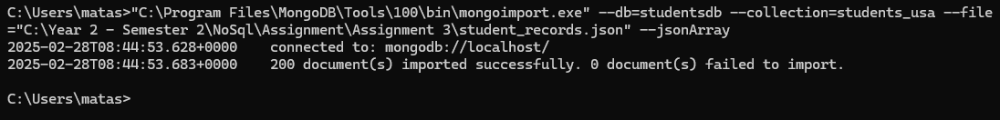 C:\Users\matas>"C:\Program Files\MongoDB\Tools\100\bin\mongoimport.exe" --db=studentsdb --collection=students_usa --file
="C:\Year 2 - Semester 2\NoSql\Assignment\Assignment 3\student_records.json" --jsonArray
2025-02-28T08:44:53.628+0000    connected to: mongodb://localhost/
2025-02-28T08:44:53.683+0000    200 document(s) imported successfully. 0 document(s) failed to import.
C:\Users\matas>